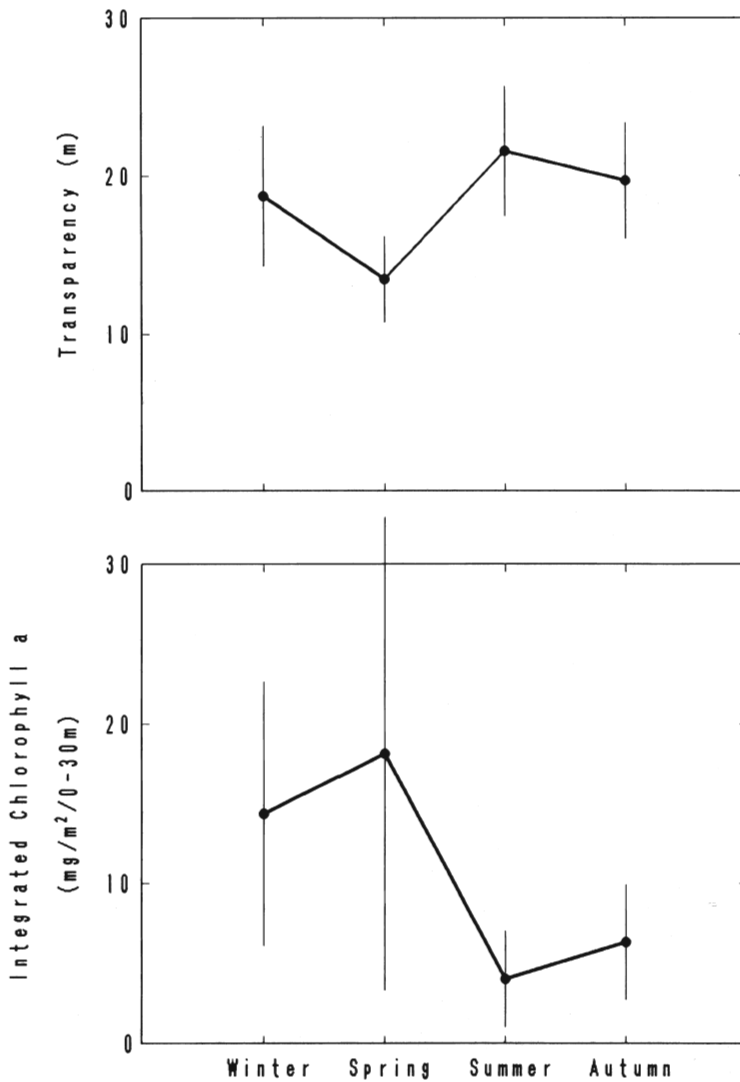 30
20
10
0
Transparency (m)
30
20
10
0
Integrated Chlorophyll a
(mg/m²/0-30m)
Winter Spring Summer Autumn